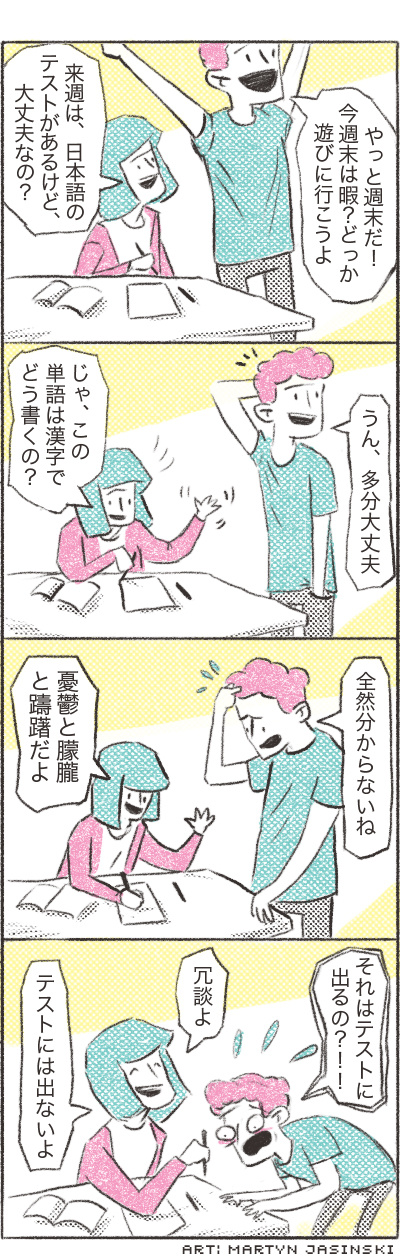 やっと週末だ！
今週末は暇？どっか
遊びに行こうよ
来週は、日本語の
テストがあるけど、
大丈夫なの？
うん、多分大丈夫
じゃ、この
単語は漢字で
どう書くの？
全然分からないね
憂鬱と朦朧
と躊躇だよ
それはテストに
出るの？！！
冗談よ
テストには出ないよ
ART: MARTYN JASINSKI